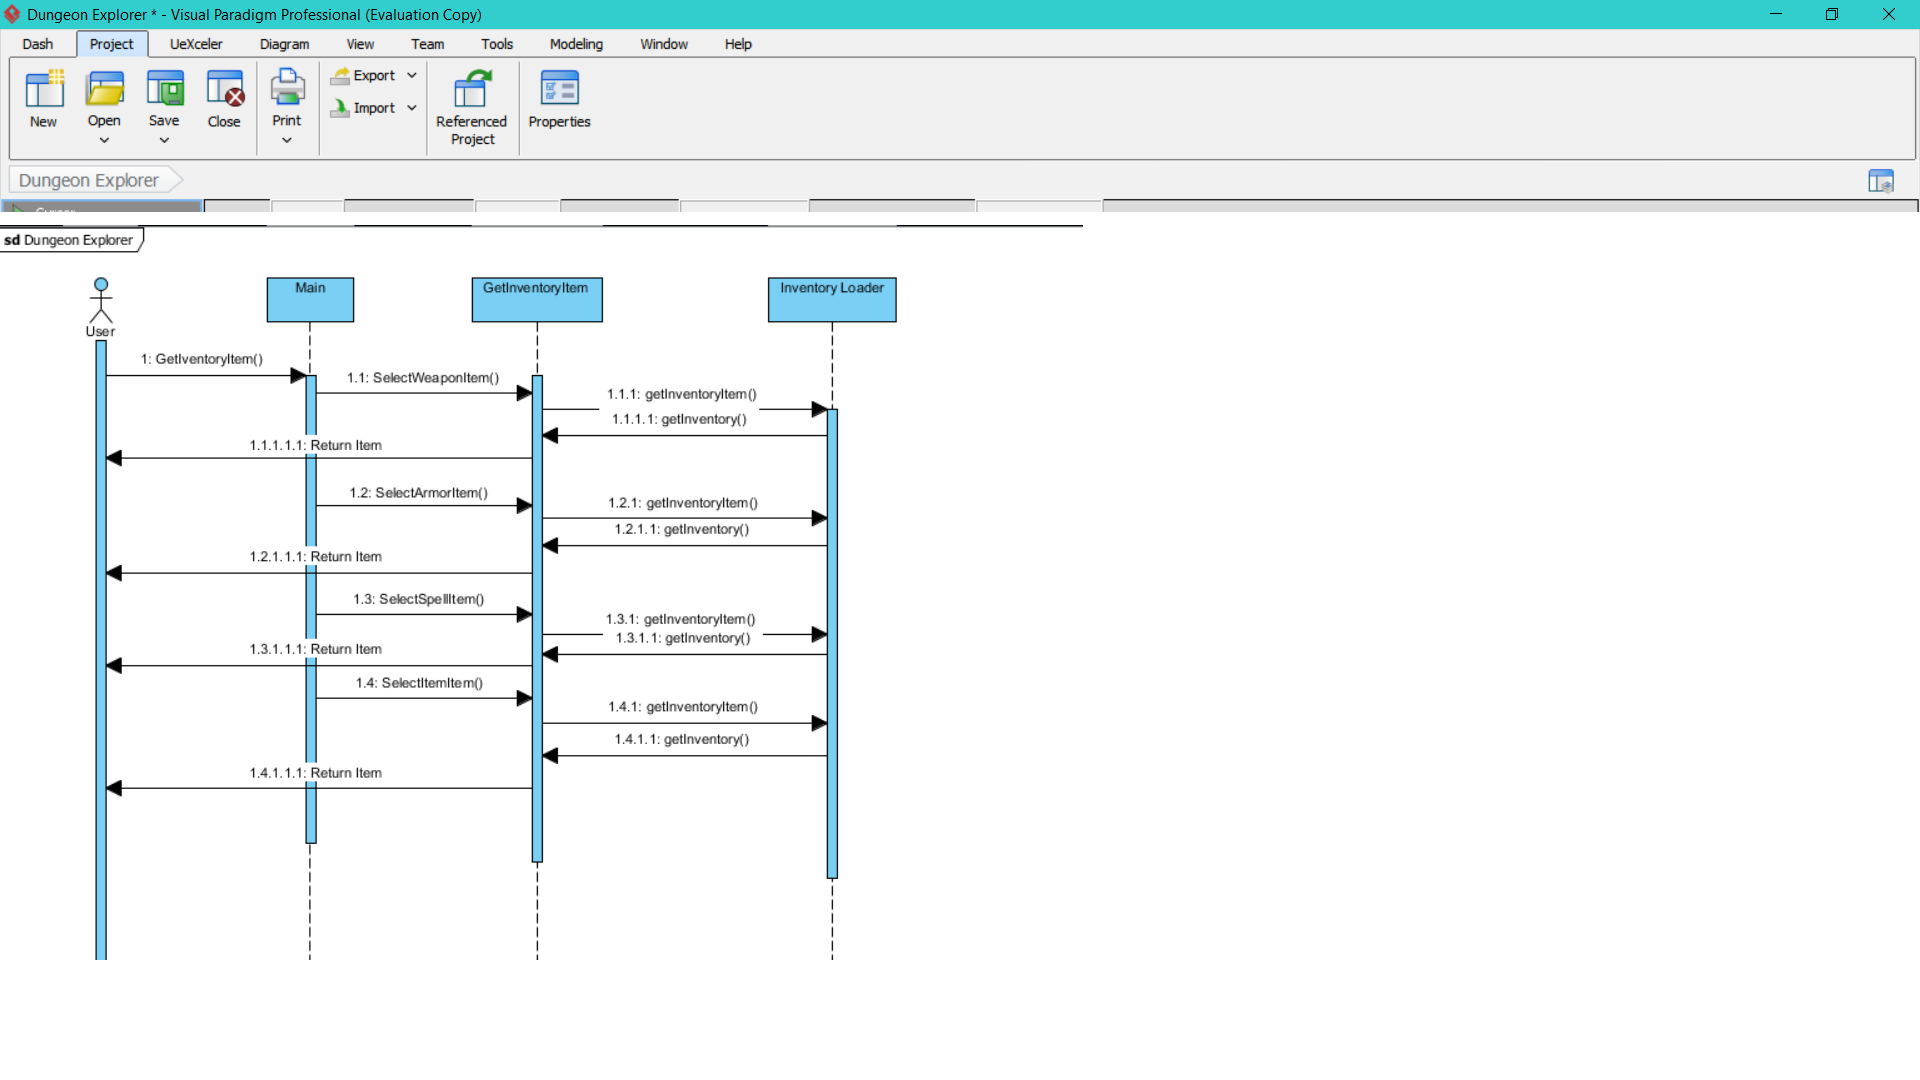 Dungeon Explorer * - Visual Paradigm Professional (Evaluation Copy)
Dash Project UeXceler Diagram View Team Tools Modeling Window Help
New Open Save Close Print Export Import Referenced Project Properties
Dungeon Explorer
Cursor
sd Dungeon Explorer
Main GetInventoryItem Inventory Loader
User
1: GetIventoryItem()
1.1: SelectWeaponItem()
1.1.1: getInventoryItem()
1.1.1.1: getInventory()
1.1.1.1.1: Return Item
1.2: SelectArmorItem()
1.2.1: getInventoryItem()
1.2.1.1: getInventory()
1.2.1.1.1: Return Item
1.3: SelectSpellItem()
1.3.1: getInventoryItem()
1.3.1.1: getInventory()
1.3.1.1.1: Return Item
1.4: SelectItemItem()
1.4.1: getInventoryItem()
1.4.1.1: getInventory()
1.4.1.1.1: Return Item